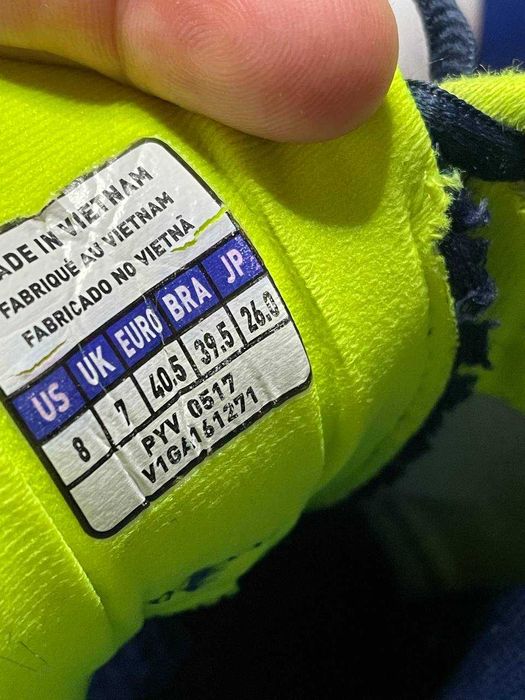 ADE IN VIETNAM
FABRIQUÉ AU VIETNAM
FABRICADO NO VIETNÃ
US UK EURO BRA JP
8 7 40.5 39.5 26.0
PYV 0517
V1GA161271